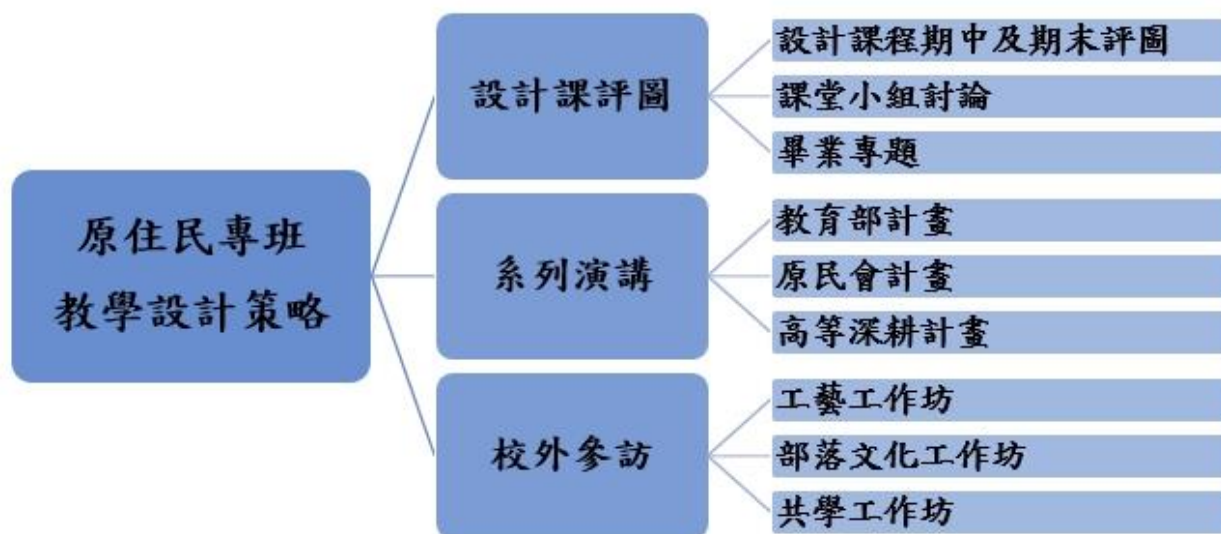 原住民專班
教學設計策略
設計課評圖
設計課程期中及期末評圖
課堂小組討論
畢業專題
系列演講
教育部計畫
原民會計畫
高等深耕計畫
校外參訪
工藝工作坊
部落文化工作坊
共學工作坊